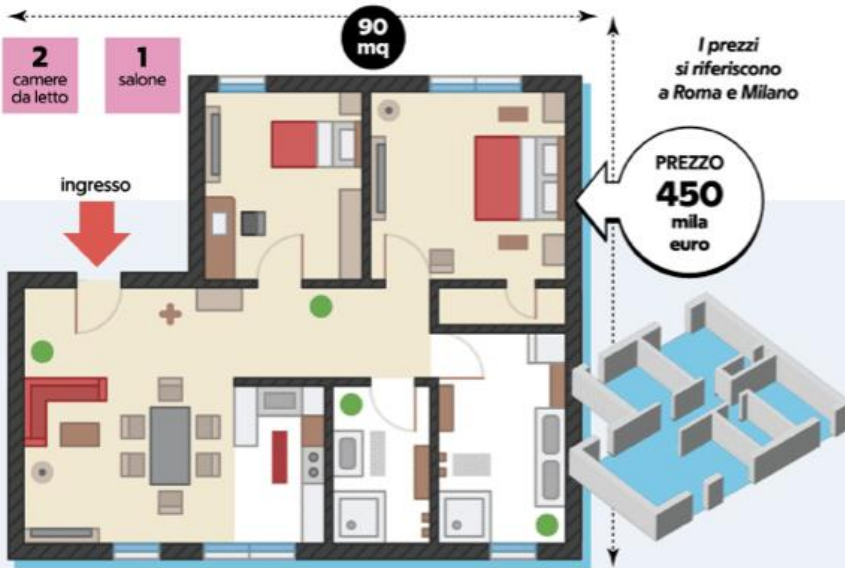 90
mq
2
camere
da letto
1
salone
I prezzi
si riferiscono
a Roma e Milano
ingresso
PREZZO
450
mila
euro